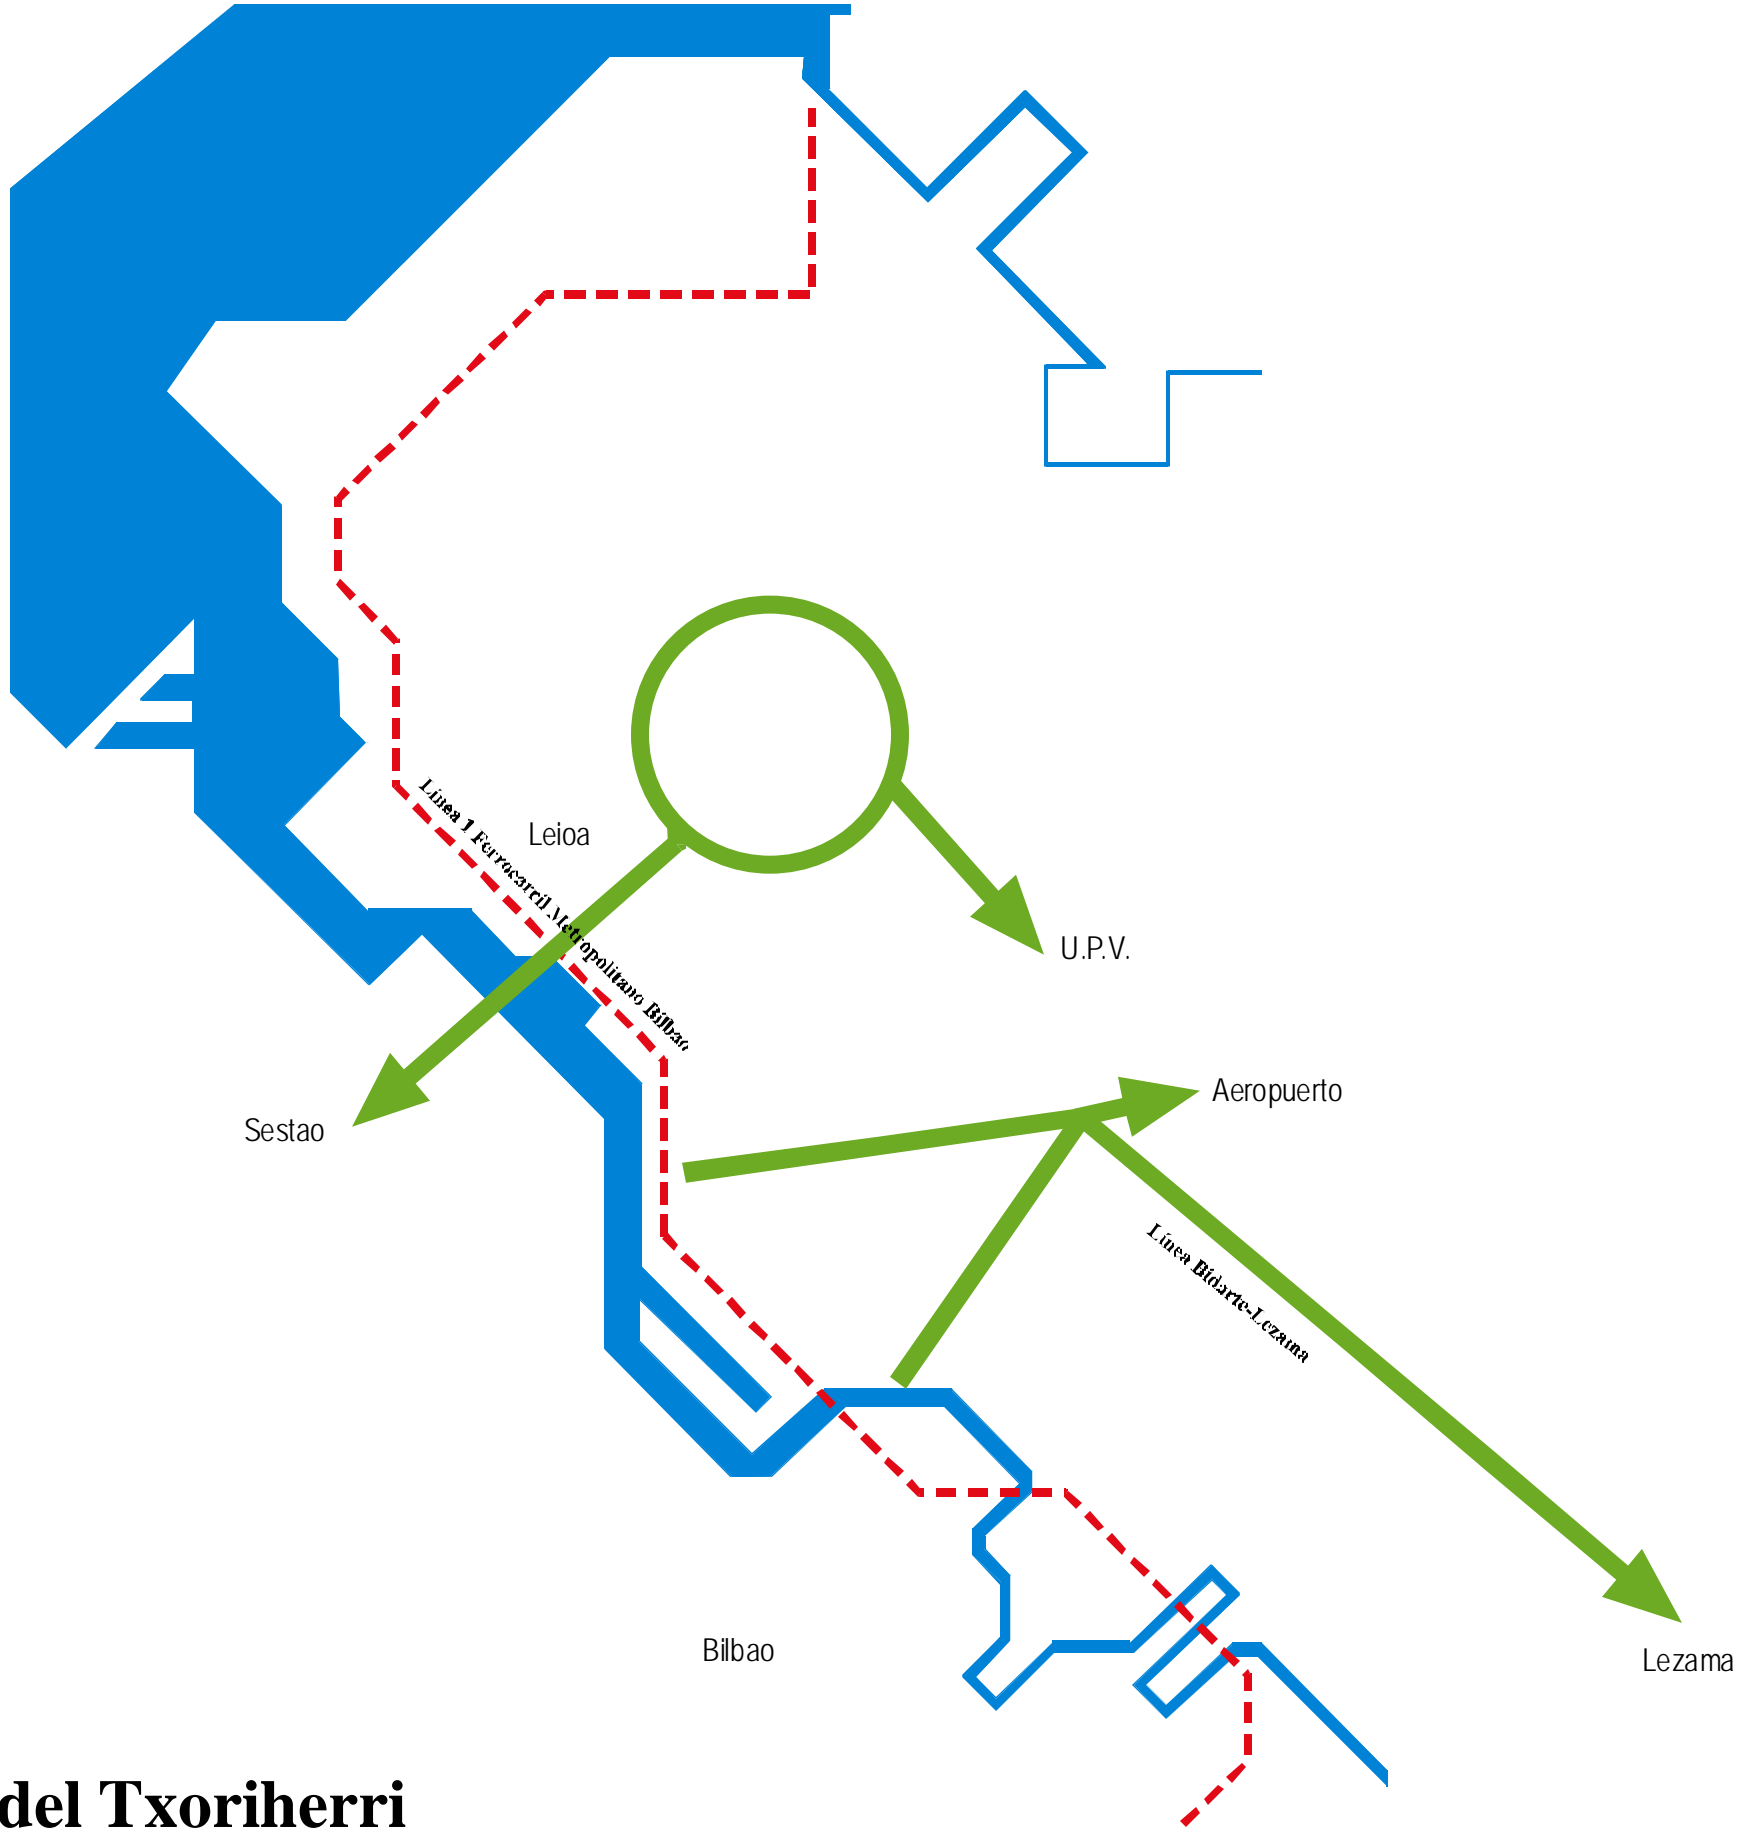 Línea 1 Ferrocarril Metropolitano Bilbao
Leioa
U.P.V.
Aeropuerto
Sestao
Línea Bidarte-Lezama
Bilbao
Lezama
del Txoriherri